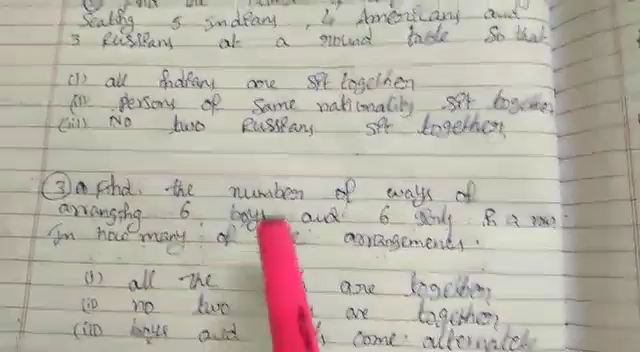 Seating 5 Indians, 4 Americans and
3 Russians at a round table so that
(i) all Indians are sit together
(ii) persons of same nationality sit together
(iii) No two Russians sit together
(3) a Find the number of ways of
arranging 6 boys and 6 girls
In how many of arrangements.
(i) all the are together
(ii) no two are together
(iii) boys and come alternate